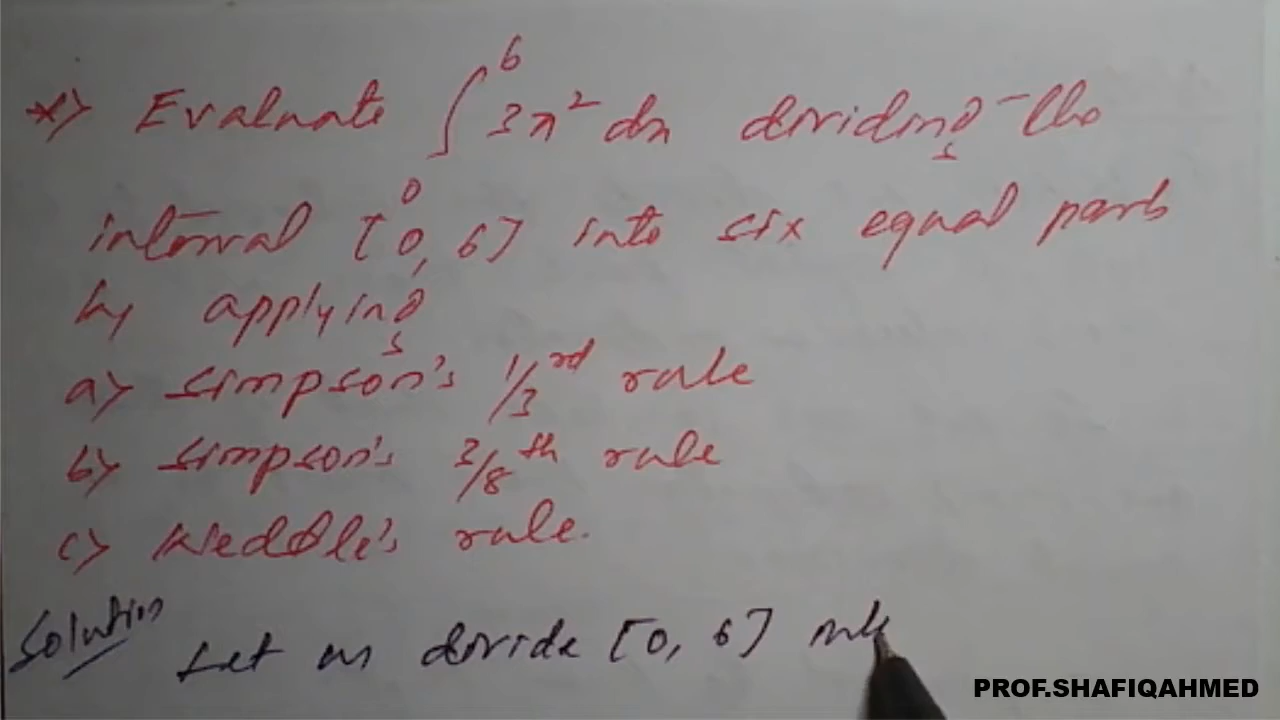 *) Evaluate ∫₀⁶ 3x² dx dividing the
interval [0, 6] into six equal parts
by applying
a) Simpson's 1/3rd rule
b) Simpson's 3/8th rule
c) Weddle's rule.
Solution Let us divide [0, 6] into
PROF.SHAFIQAHMED